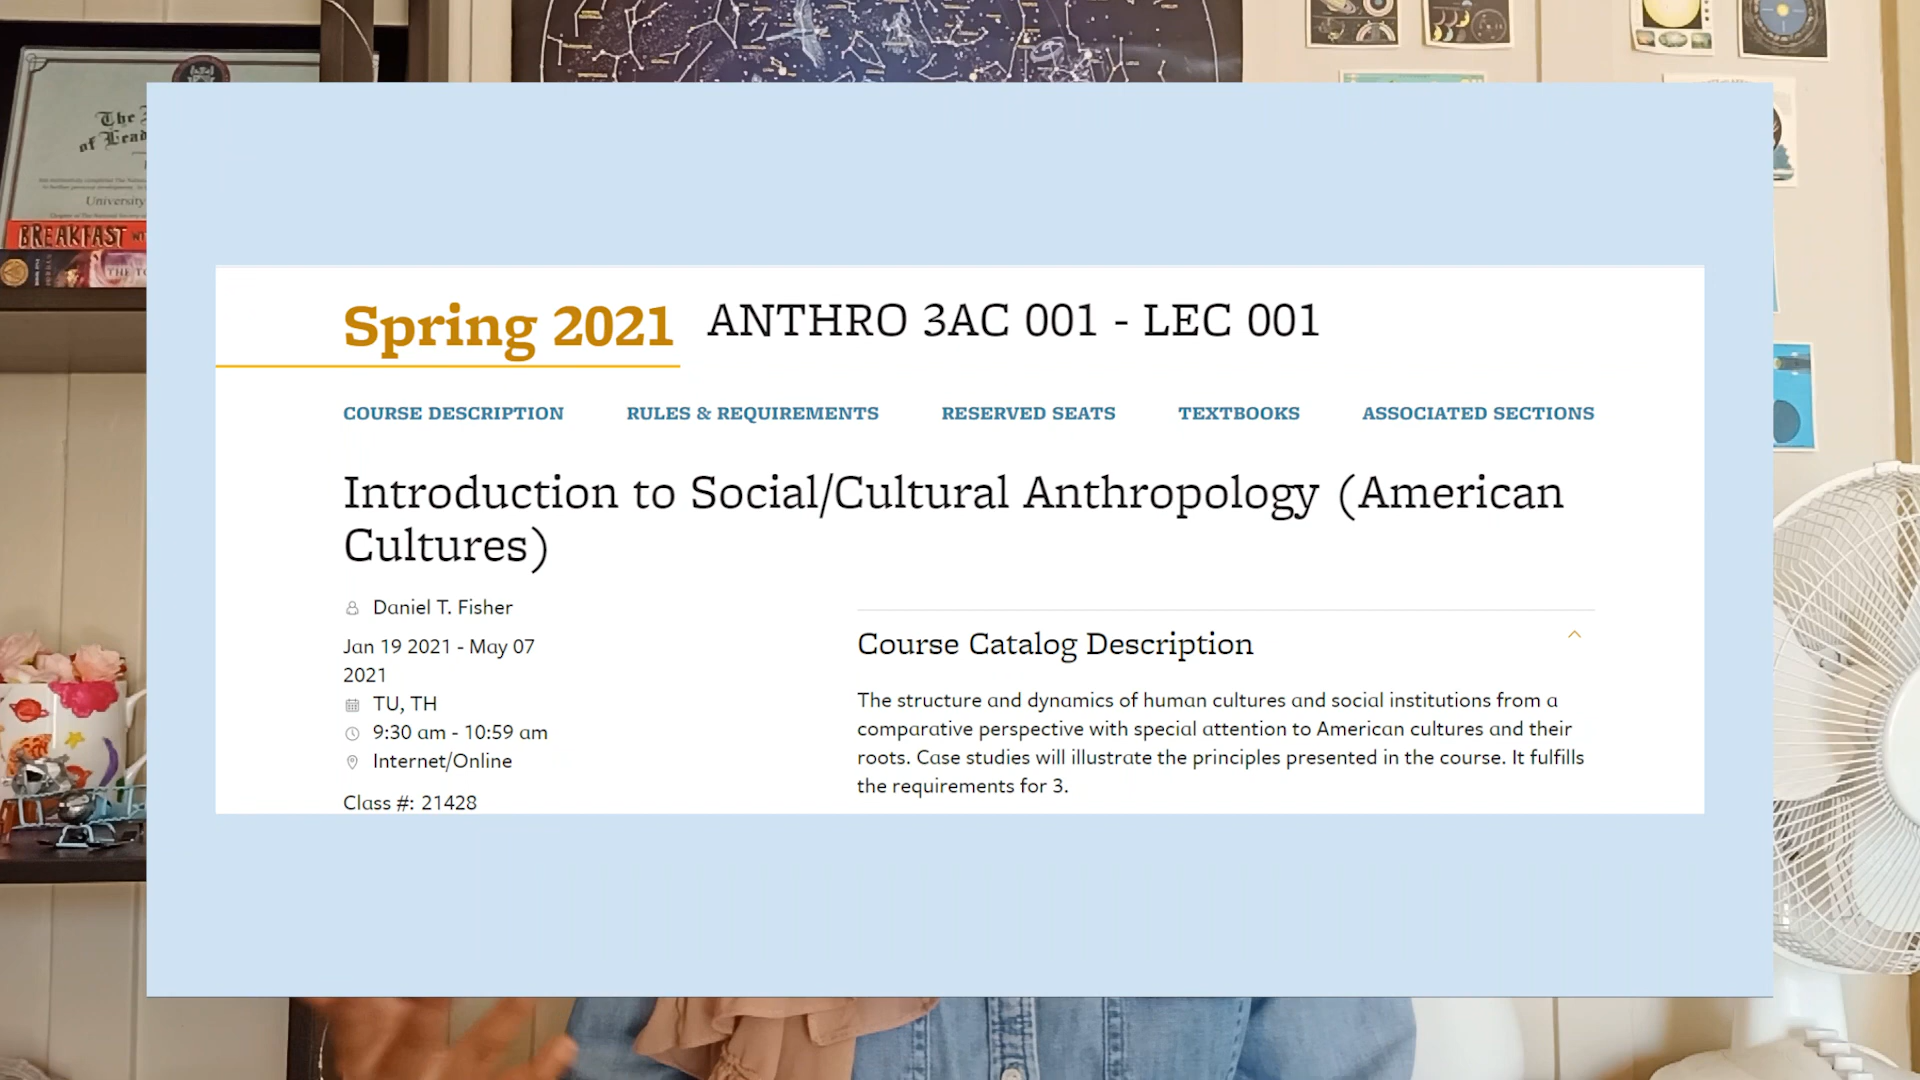 The
of Lead
University
BREAKFAST
Spring 2021 ANTHRO 3AC 001 - LEC 001
COURSE DESCRIPTION RULES & REQUIREMENTS RESERVED SEATS TEXTBOOKS ASSOCIATED SECTIONS
Introduction to Social/Cultural Anthropology (American
Cultures)
Daniel T. Fisher
Jan 19 2021 - May 07
2021
TU, TH
9:30 am - 10:59 am
Internet/Online
Class #: 21428
Course Catalog Description
The structure and dynamics of human cultures and social institutions from a
comparative perspective with special attention to American cultures and their
roots. Case studies will illustrate the principles presented in the course. It fulfills
the requirements for 3.